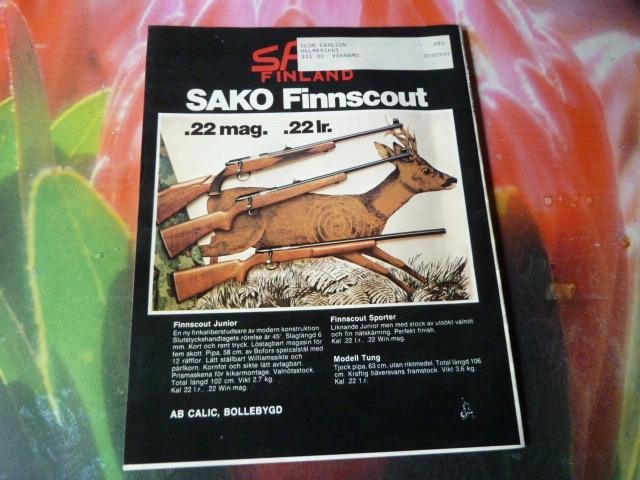 ELON CARLSON 885
HELMERSHUS
331 00 VÄRNAMO 0085597
SA
FINLAND
SAKO Finnscout
.22 mag. .22 lr.
Finnscout Junior
En ny finkaliberstudsare av modern konstruktion.
Slutstyckshandtagets rörelse är 45°. Slaglängd 6
mm. Kort och rent tryck. Löstagbart magasin för
fem skott. Pipa, 58 cm, av Bofors speicalstål med
12 räfflor. Lätt ställbart Williamssikte och
pärlkorn. Kornfot och sikte lätt avtagbart.
Prismaskena för kikarmontage. Valnötsstock.
Total längd 102 cm. Vikt 2,7 kg.
Kal .22 l.r., .22 Win.mag.
Finnscout Sporter
Liknande Junior men med stock av utsökt valnöt
och fin nätskärning. Perfekt finish.
Kal .22 l.r., .22 Win.mag.
Modell Tung
Tjock pipa, 63 cm, utan riktmedel. Total längd 106
cm. Kraftig bäversvans framstock. Vikt 3,6 kg.
Kal .22 l.r.
AB CALIC, BOLLEBYGD